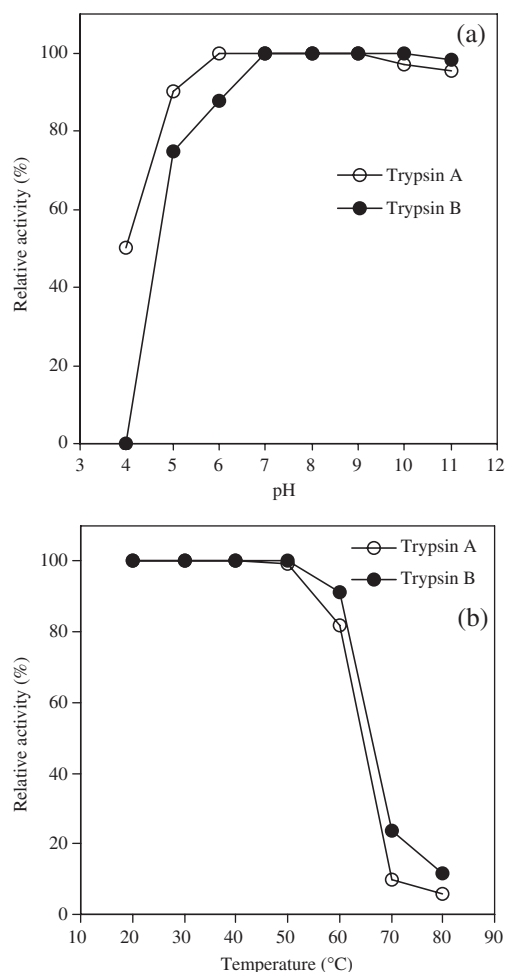 (a)
100
80
60
40
20
0
Relative activity (%)
Trypsin A
Trypsin B
3 4 5 6 7 8 9 10 11 12
pH
(b)
100
80
60
40
20
0
Relative activity (%)
Trypsin A
Trypsin B
10 20 30 40 50 60 70 80 90
Temperature (°C)